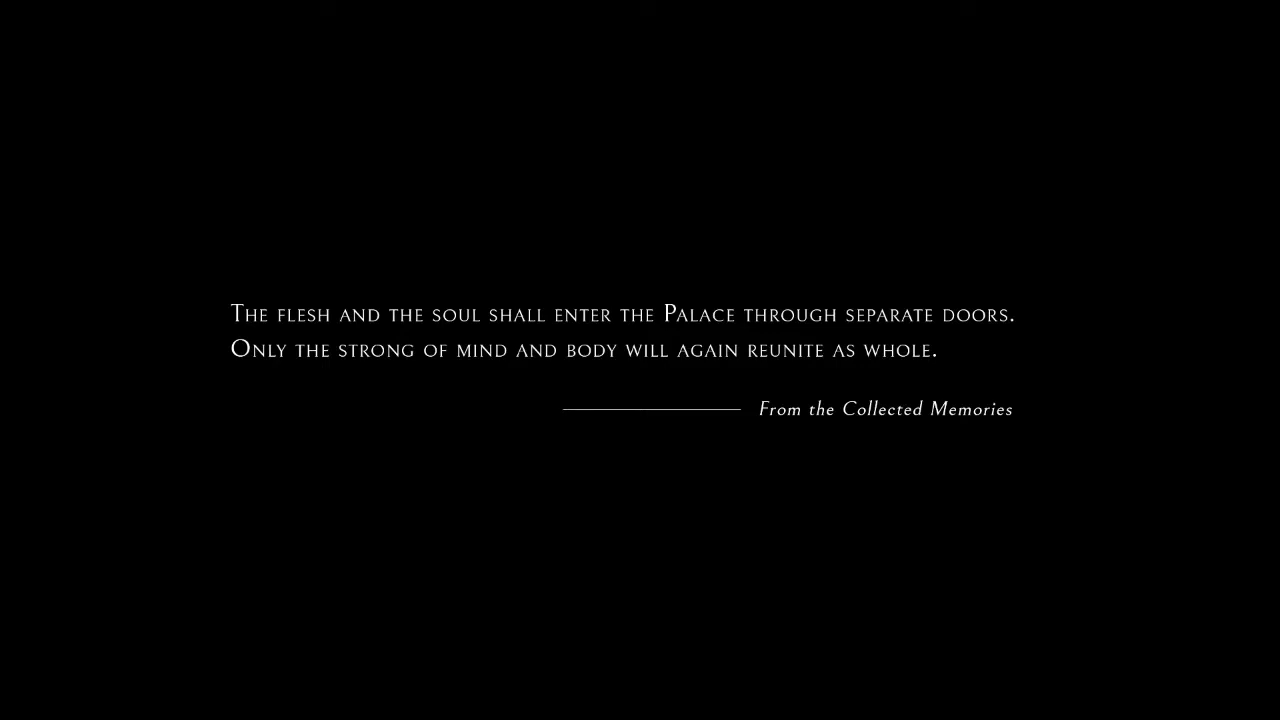 The flesh and the soul shall enter the Palace through separate doors.
Only the strong of mind and body will again reunite as whole.
From the Collected Memories